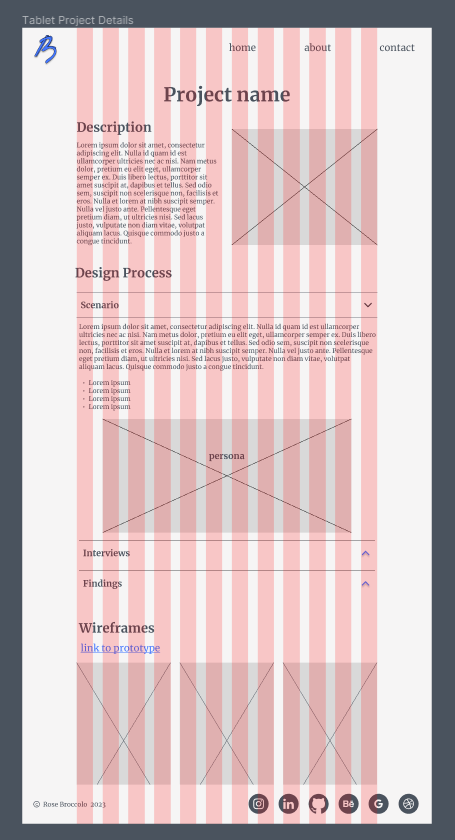 Tablet Project Details
home about contact
Project name
Description
Lorem ipsum dolor sit amet, consectetur
adipiscing elit. Nulla id quam id est
ullamcorper ultricies nec ac nisi. Nam metus
dolor, pretium eu elit eget, ullamcorper
semper ex. Duis libero lectus, porttitor sit
amet suscipit at, dapibus et tellus. Sed odio
sem, suscipit non scelerisque non, facilisis et
eros. Nulla et lorem at nibh suscipit semper.
Nulla vel justo ante. Pellentesque eget
pretium diam, ut ultricies nisi. Sed lacus
justo, vulputate non diam vitae, volutpat
aliquam lacus. Quisque commodo justo a
congue tincidunt.
Design Process
Scenario
Lorem ipsum dolor sit amet, consectetur adipiscing elit. Nulla id quam id est ullamcorper
ultricies nec ac nisi. Nam metus dolor, pretium eu elit eget, ullamcorper semper ex. Duis libero
lectus, porttitor sit amet suscipit at, dapibus et tellus. Sed odio sem, suscipit non scelerisque
non, facilisis et eros. Nulla et lorem at nibh suscipit semper. Nulla vel justo ante. Pellentesque
eget pretium diam, ut ultricies nisi. Sed lacus justo, vulputate non diam vitae, volutpat
aliquam lacus. Quisque commodo justo a congue tincidunt.
· Lorem ipsum
· Lorem ipsum
· Lorem ipsum
· Lorem ipsum
persona
Interviews
Findings
Wireframes
link to prototype
© Rose Broccolo 2023